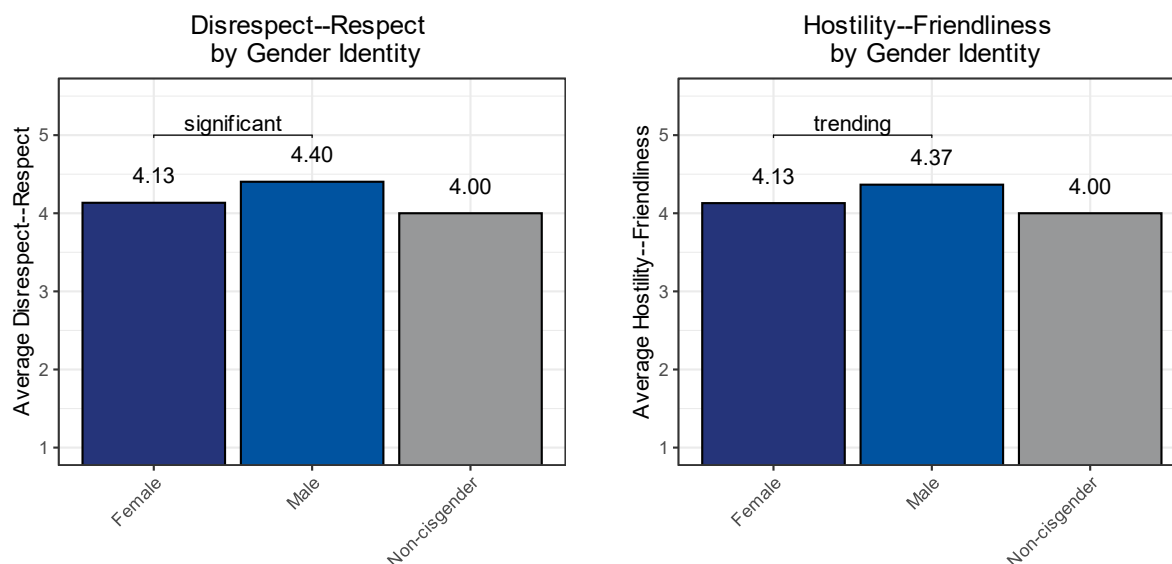 Disrespect--Respect
by Gender Identity
Average Disrespect--Respect
5
4
3
2
1
significant
4.13
4.40
4.00
Female
Male
Non-cisgender
Hostility--Friendliness
by Gender Identity
Average Hostility--Friendliness
5
4
3
2
1
trending
4.13
4.37
4.00
Female
Male
Non-cisgender